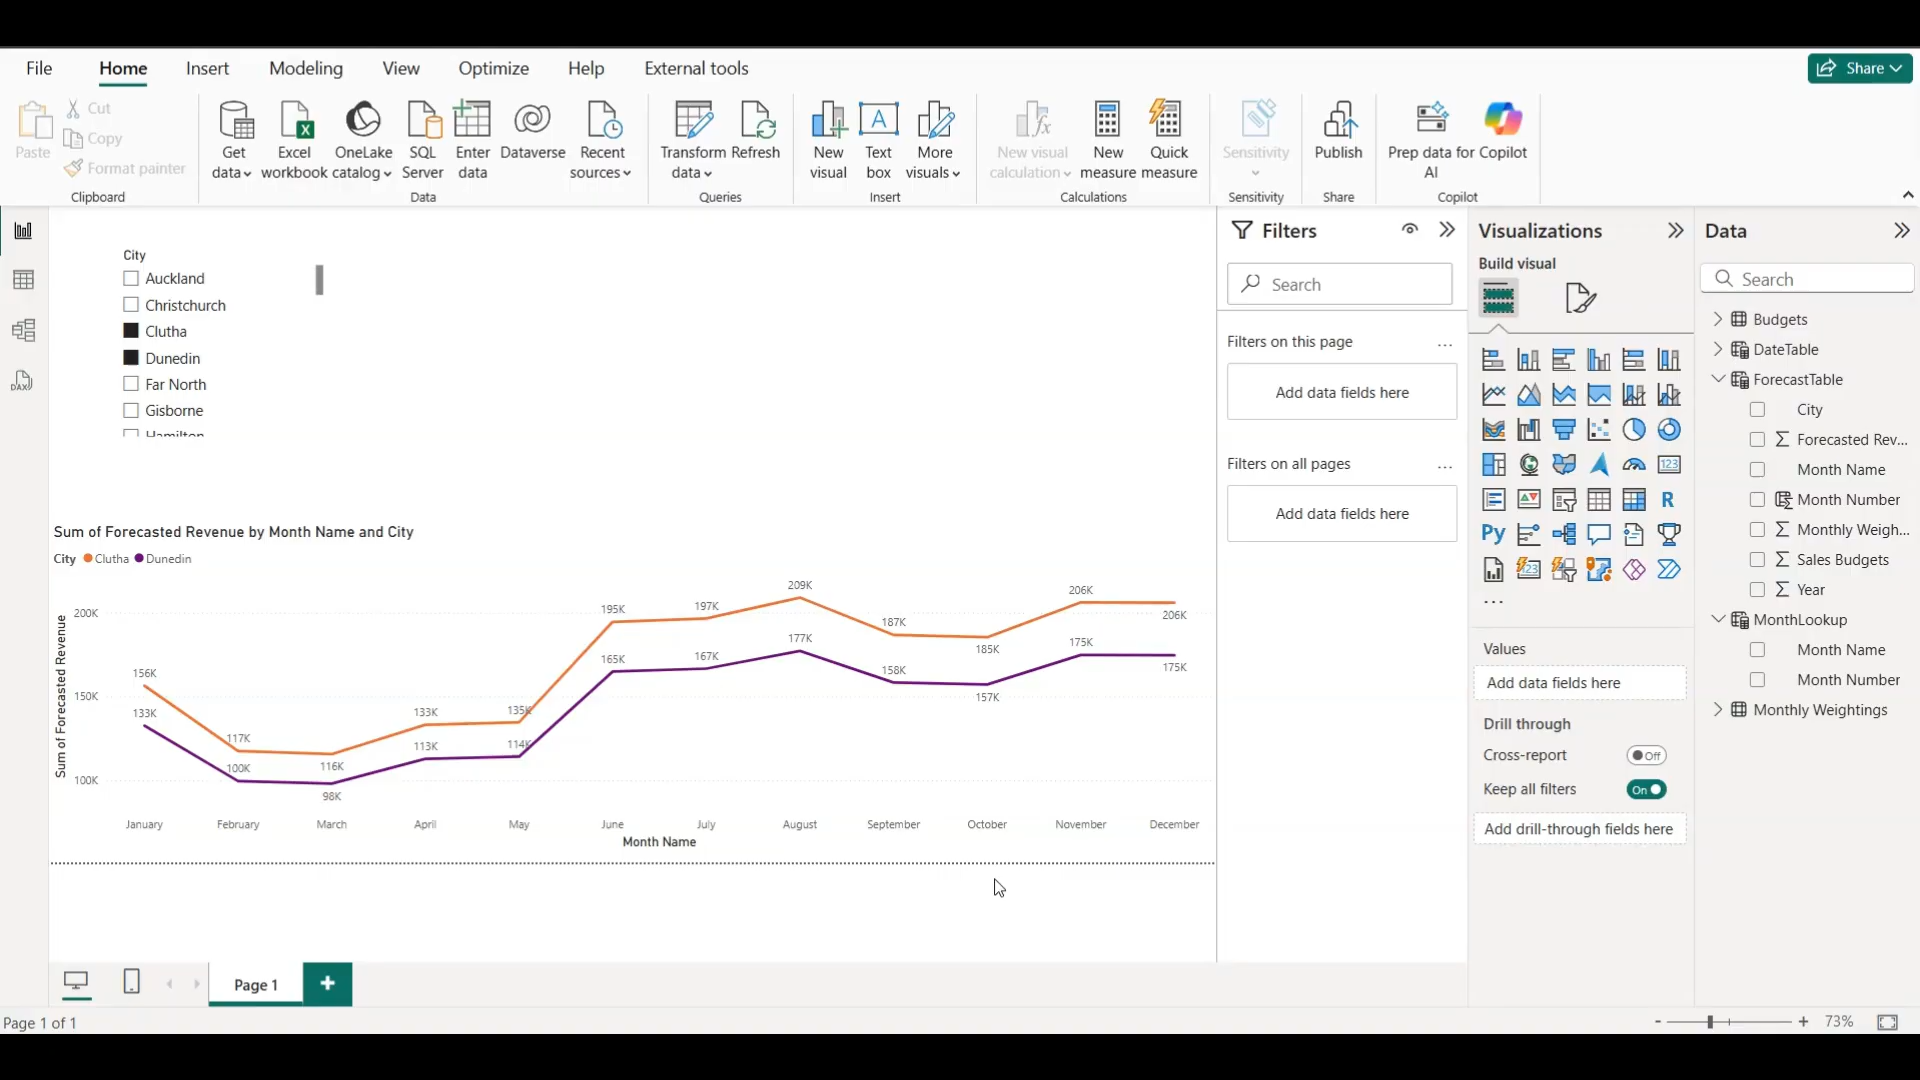 File Home Insert Modeling View Optimize Help External tools Share
Paste
Cut
Copy
Format painter
Clipboard
Get data
Excel workbook
OneLake catalog
SQL Server
Enter data
Dataverse
Recent sources
Data
Transform data
Refresh
Queries
New visual
Text box
More visuals
Insert
New visual calculation
New measure
Quick measure
Calculations
Sensitivity
Sensitivity
Publish
Share
Prep data for AI
Copilot
Copilot
City
Auckland
Christchurch
Clutha
Dunedin
Far North
Gisborne
Hamilton
Sum of Forecasted Revenue by Month Name and City
City Clutha Dunedin
Sum of Forecasted Revenue
200K
150K
100K
156K 117K 116K 133K 135K 195K 197K 209K 187K 185K 206K 206K
133K 100K 98K 113K 114K 165K 167K 177K 158K 157K 175K 175K
January February March April May June July August September October November December
Month Name
Filters
Search
Filters on this page ...
Add data fields here
Filters on all pages ...
Add data fields here
Visualizations
Build visual
123
R
Py
123
...
Values
Add data fields here
Drill through
Cross-report Off
Keep all filters On
Add drill-through fields here
Data
Search
Budgets
DateTable
ForecastTable
City
Forecasted Rev...
Month Name
Month Number
Monthly Weigh...
Sales Budgets
Year
MonthLookup
Month Name
Month Number
Monthly Weightings
DAX
Page 1 +
Page 1 of 1
- + 73%